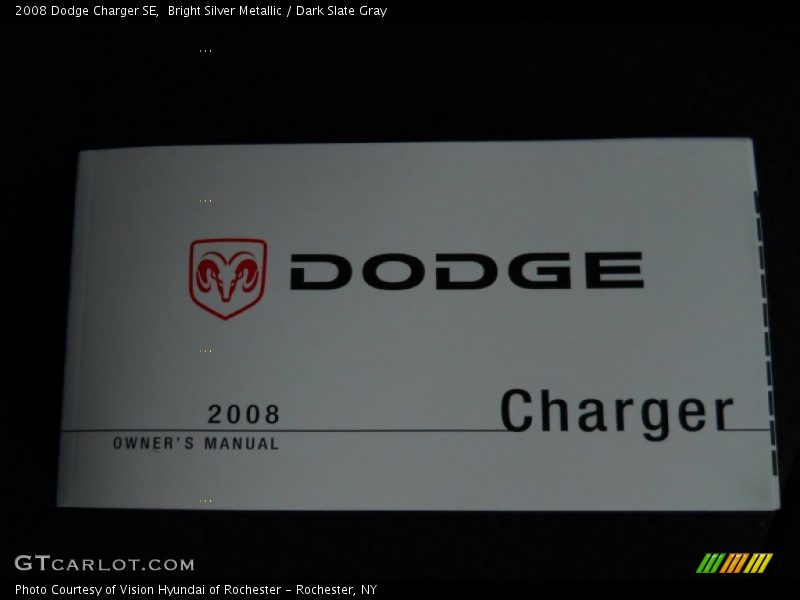 2008 Dodge Charger SE,  Bright Silver Metallic / Dark Slate Gray
...
...
DODGE
...
2008
Charger
OWNER'S MANUAL
...
GTCARLOT.COM
Photo Courtesy of Vision Hyundai of Rochester – Rochester, NY